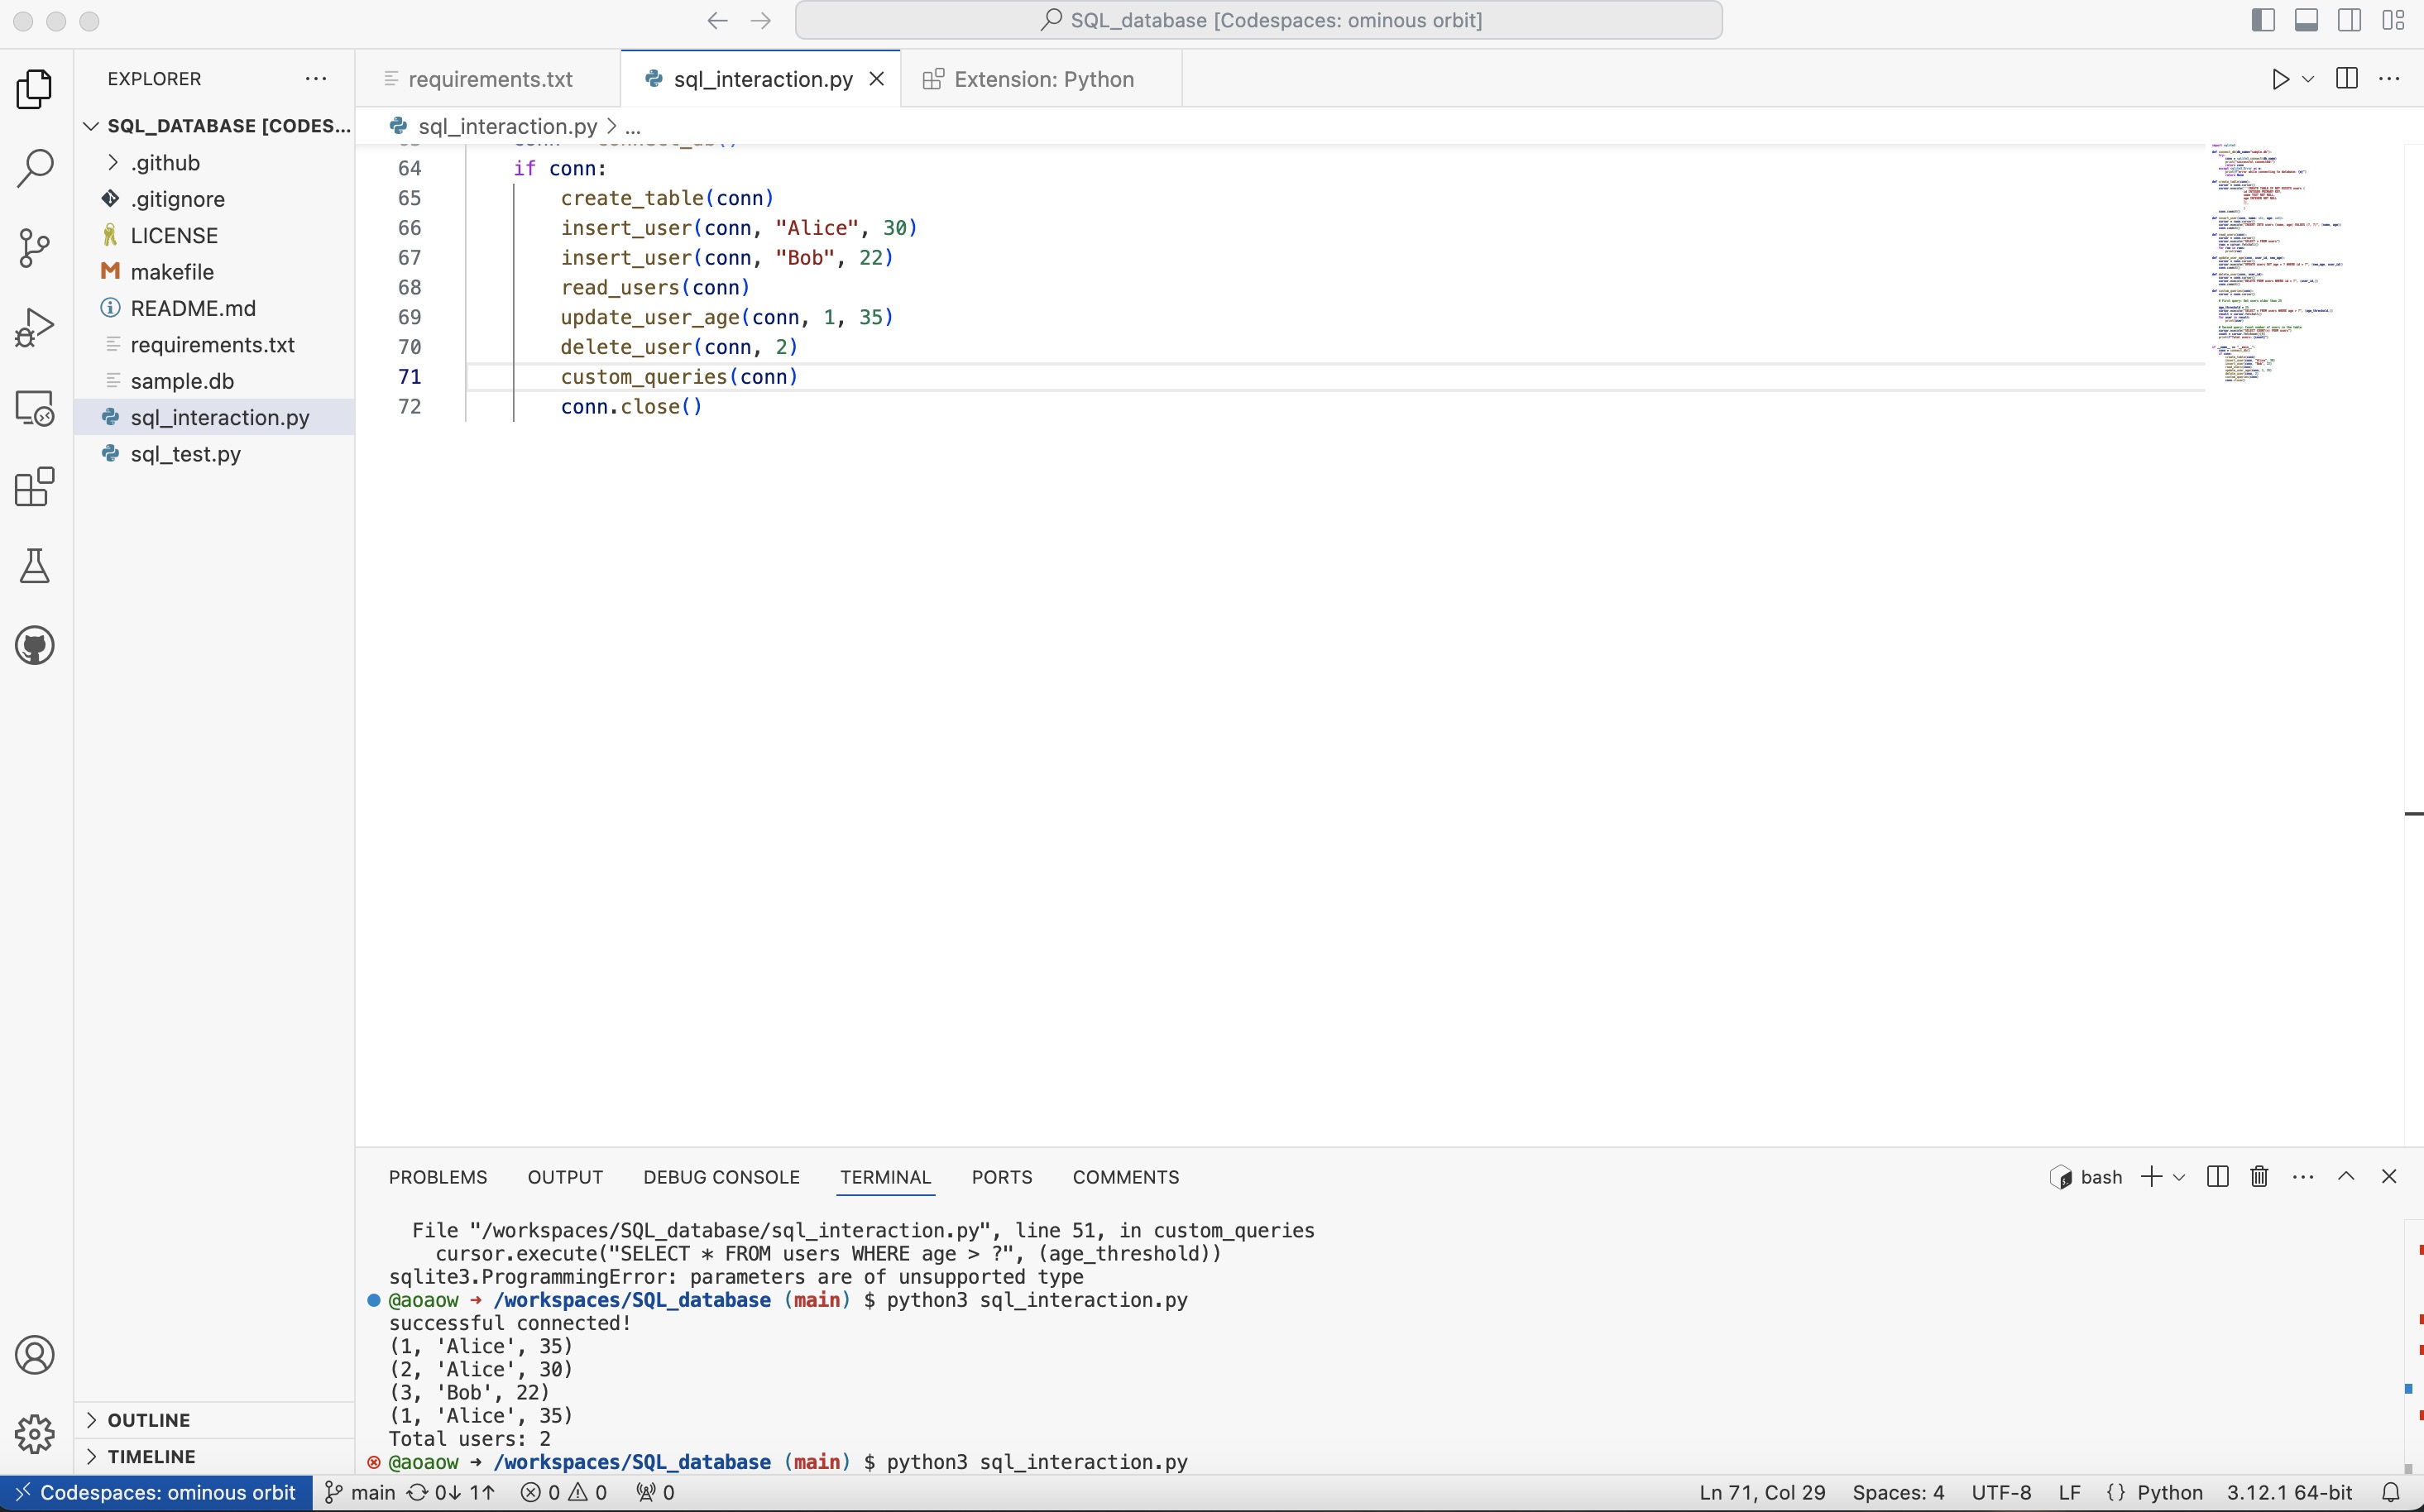 SQL_database [Codespaces: ominous orbit]
EXPLORER
requirements.txt
sql_interaction.py
Extension: Python
SQL_DATABASE [CODES...
.github
.gitignore
LICENSE
makefile
README.md
requirements.txt
sample.db
sql_interaction.py
sql_test.py
sql_interaction.py > ...
64 if conn:
65 create_table(conn)
66 insert_user(conn, "Alice", 30)
67 insert_user(conn, "Bob", 22)
68 read_users(conn)
69 update_user_age(conn, 1, 35)
70 delete_user(conn, 2)
71 custom_queries(conn)
72 conn.close()
PROBLEMS OUTPUT DEBUG CONSOLE TERMINAL PORTS COMMENTS
bash
File "/workspaces/SQL_database/sql_interaction.py", line 51, in custom_queries
cursor.execute("SELECT * FROM users WHERE age > ?", (age_threshold))
sqlite3.ProgrammingError: parameters are of unsupported type
@aoaow → /workspaces/SQL_database (main) $ python3 sql_interaction.py
successful connected!
(1, 'Alice', 35)
(2, 'Alice', 30)
(3, 'Bob', 22)
(1, 'Alice', 35)
Total users: 2
@aoaow → /workspaces/SQL_database (main) $ python3 sql_interaction.py
OUTLINE
TIMELINE
Codespaces: ominous orbit main 0↓ 1↑ 0 0 0 Ln 71, Col 29 Spaces: 4 UTF-8 LF {} Python 3.12.1 64-bit